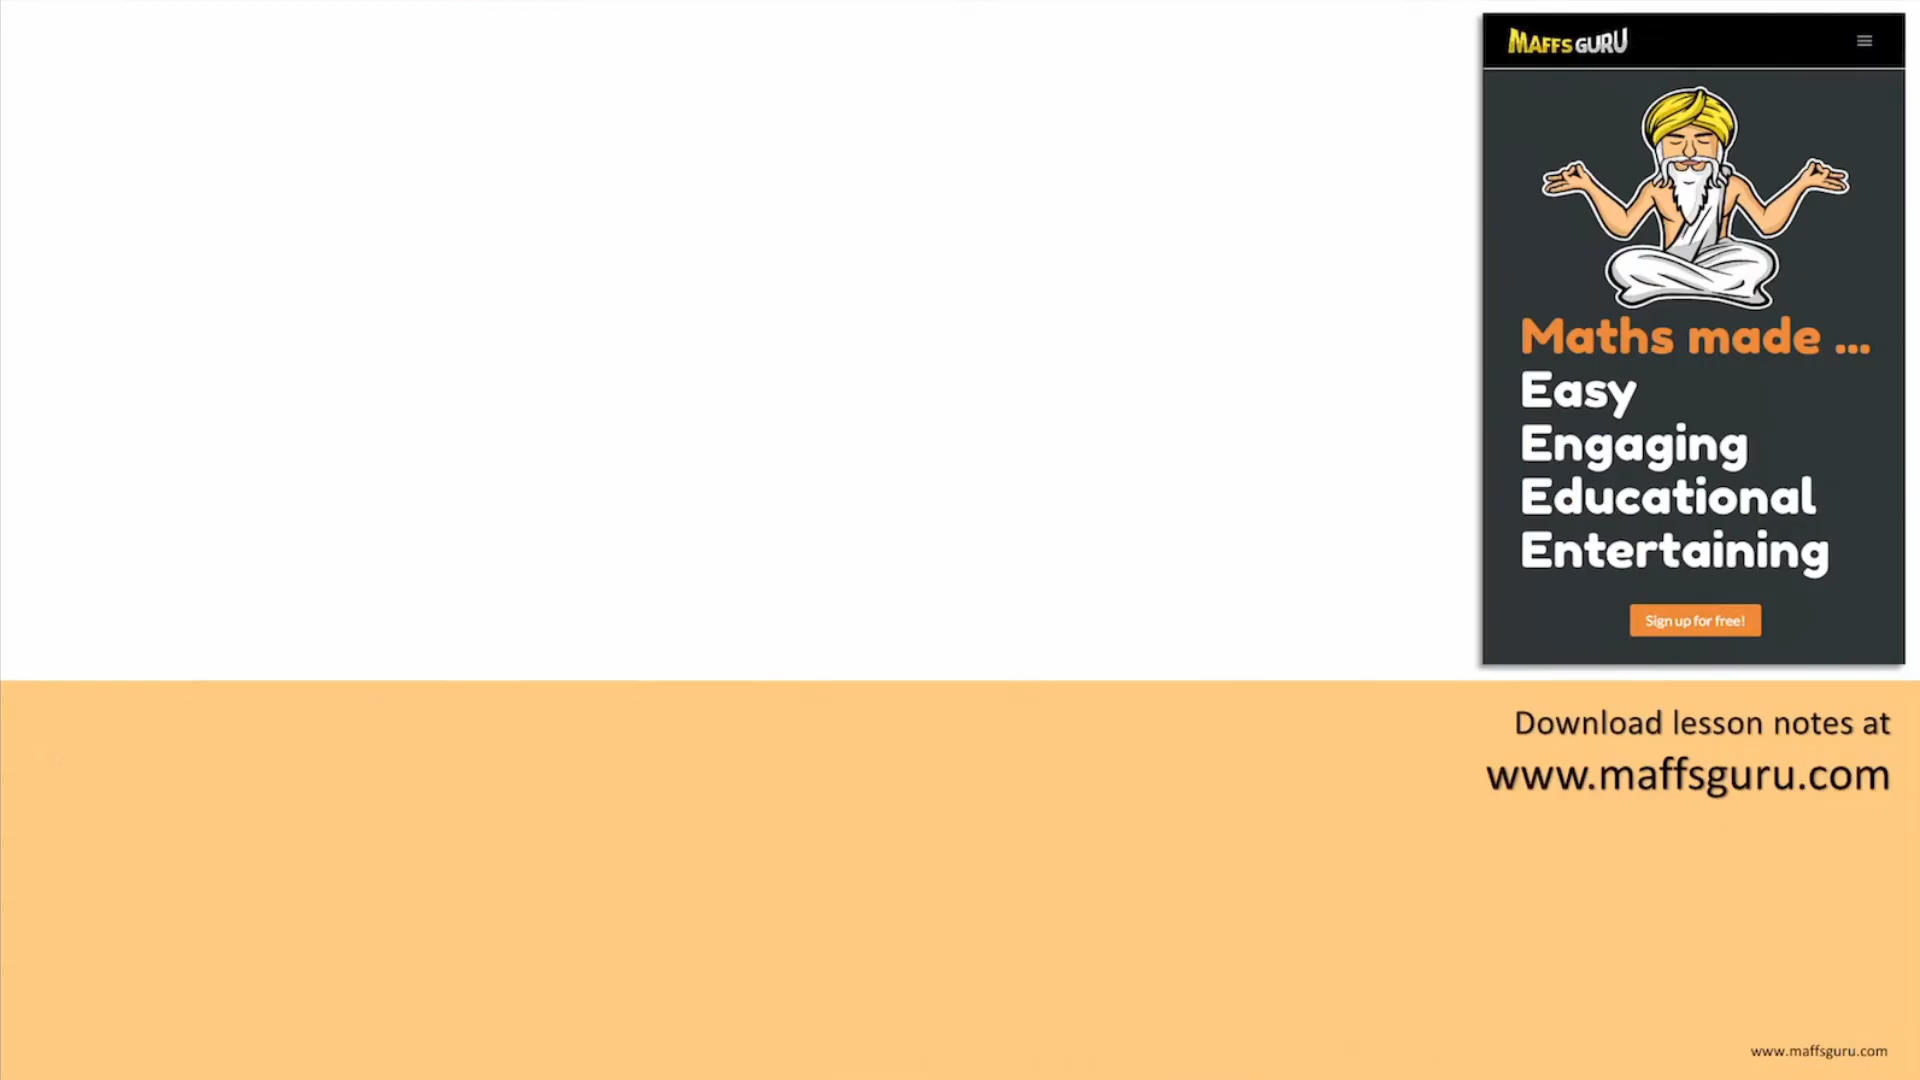 MAFFS GURU
Maths made ...
Easy
Engaging
Educational
Entertaining
Sign up for free!
Download lesson notes at
www.maffsguru.com
www.maffsguru.com